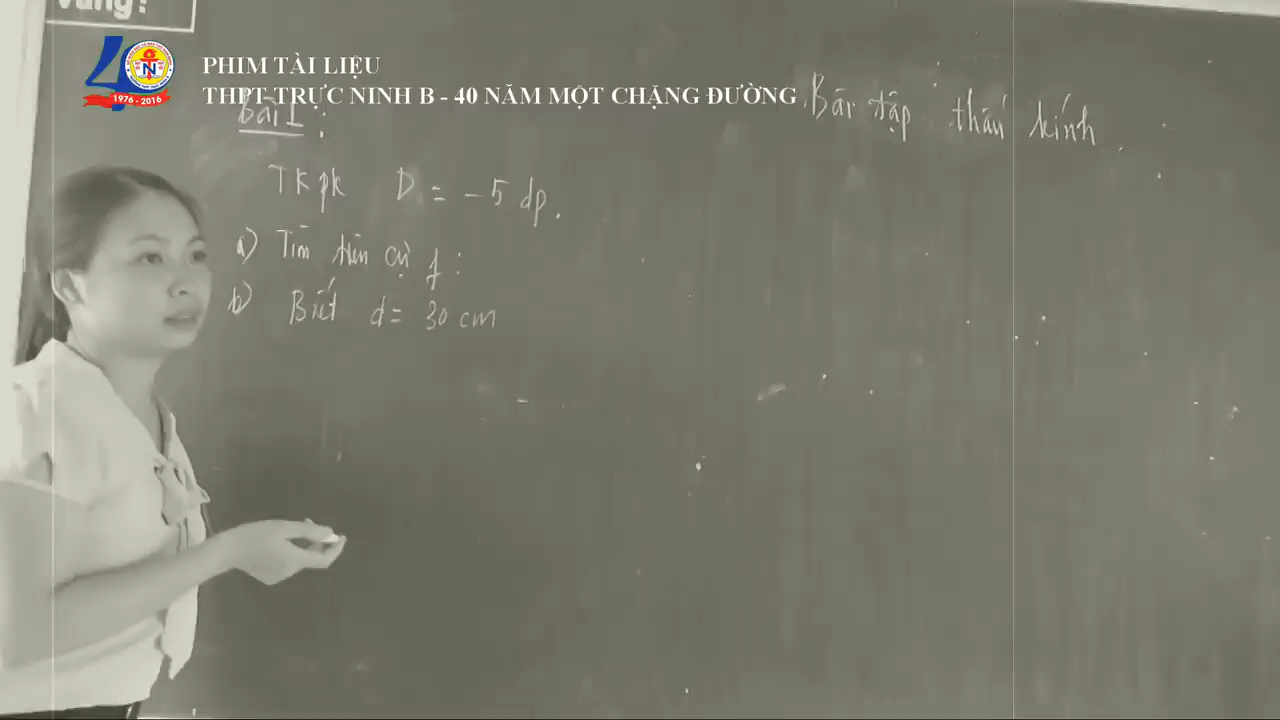 vàng?
PHIM TÀI LIỆU
THPT TRỰC NINH B - 40 NĂM MỘT CHẶNG ĐƯỜNG
40
N
1976 - 2016
Bài tập thấu kính.
Bài 1:
TKpk D = -5 dp.
a) Tìm tiêu cự f:
b) Biết d = 30 cm